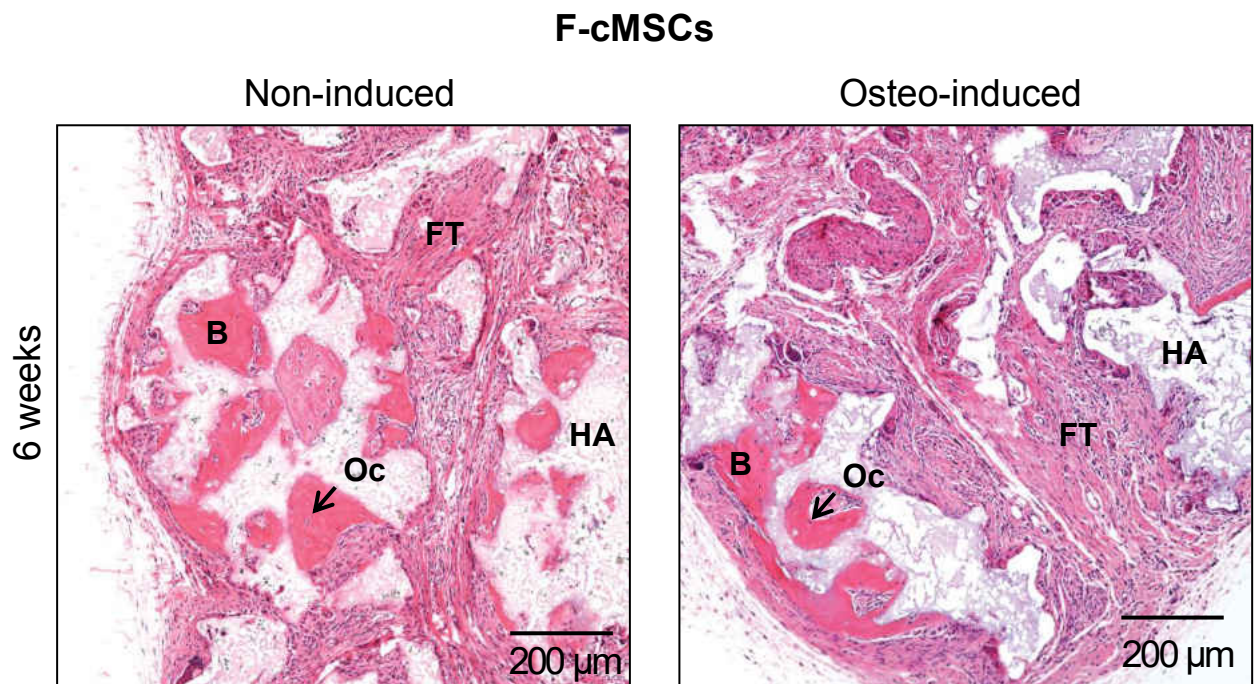 F-cMSCs
Non-induced
Osteo-induced
6 weeks
FT
B
Oc
HA
200 µm
B
Oc
FT
HA
200 µm